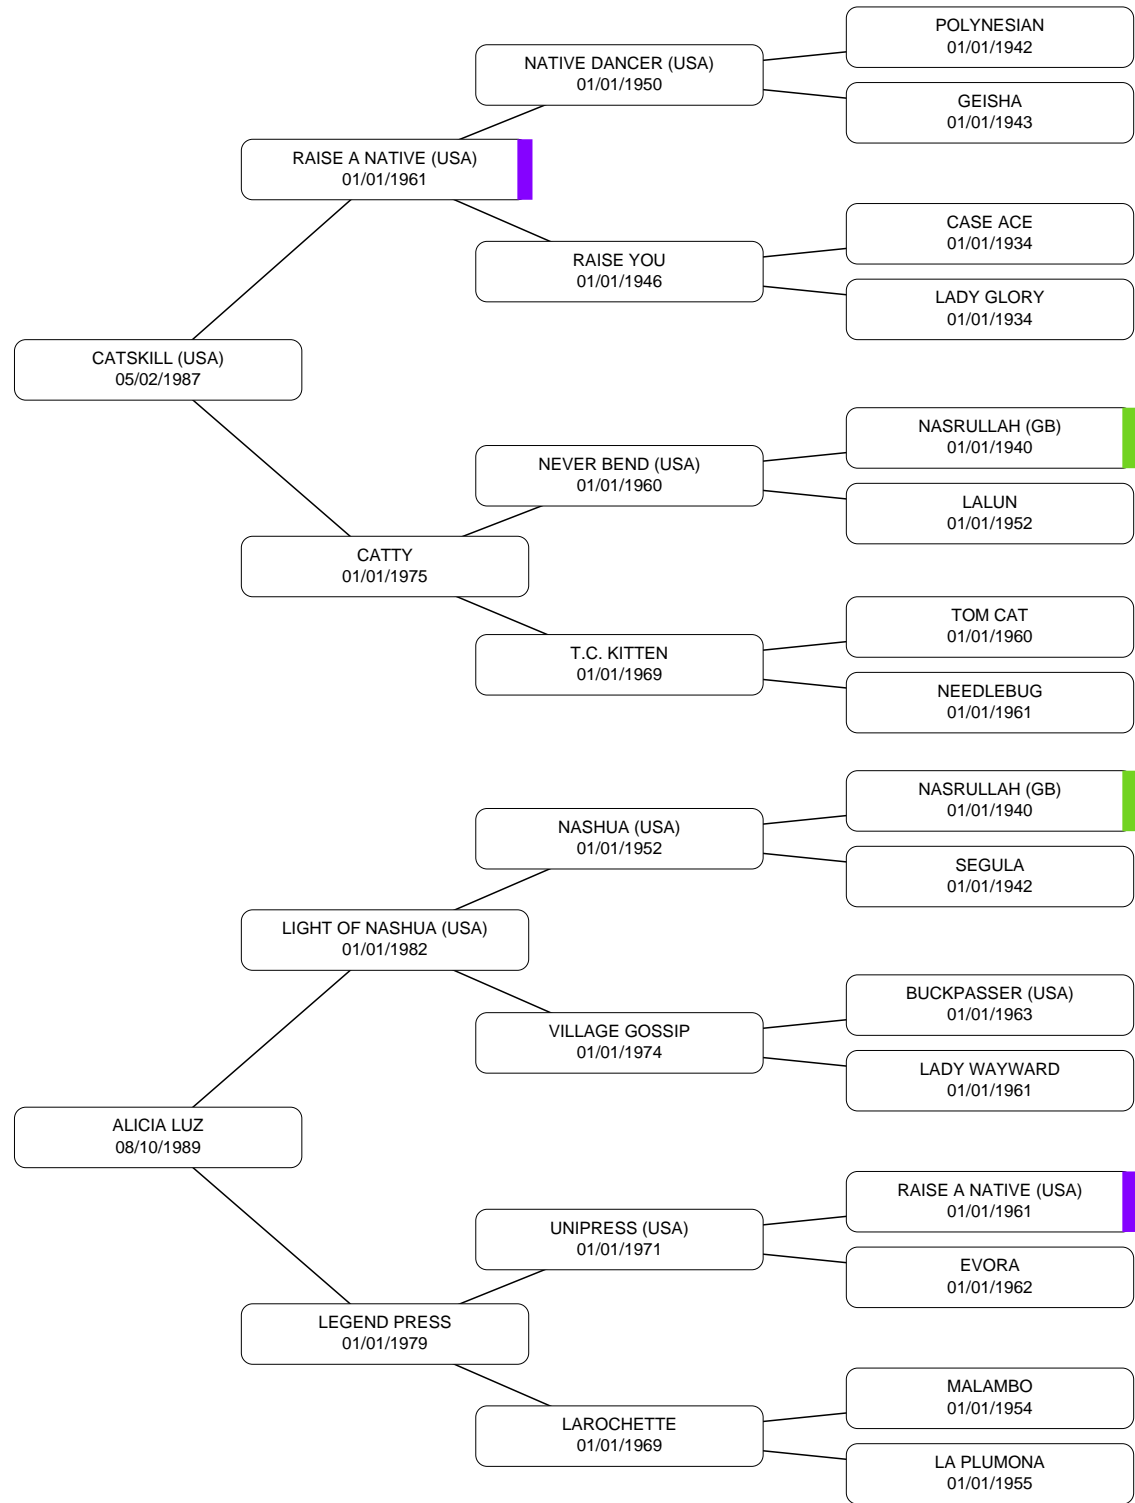 POLYNESIAN
01/01/1942
NATIVE DANCER (USA)
01/01/1950
GEISHA
01/01/1943
RAISE A NATIVE (USA)
01/01/1961
CASE ACE
01/01/1934
RAISE YOU
01/01/1946
LADY GLORY
01/01/1934
CATSKILL (USA)
05/02/1987
NASRULLAH (GB)
01/01/1940
NEVER BEND (USA)
01/01/1960
LALUN
01/01/1952
CATTY
01/01/1975
TOM CAT
01/01/1960
T.C. KITTEN
01/01/1969
NEEDLEBUG
01/01/1961
NASRULLAH (GB)
01/01/1940
NASHUA (USA)
01/01/1952
SEGULA
01/01/1942
LIGHT OF NASHUA (USA)
01/01/1982
BUCKPASSER (USA)
01/01/1963
VILLAGE GOSSIP
01/01/1974
LADY WAYWARD
01/01/1961
ALICIA LUZ
08/10/1989
RAISE A NATIVE (USA)
01/01/1961
UNIPRESS (USA)
01/01/1971
EVORA
01/01/1962
LEGEND PRESS
01/01/1979
MALAMBO
01/01/1954
LAROCHETTE
01/01/1969
LA PLUMONA
01/01/1955